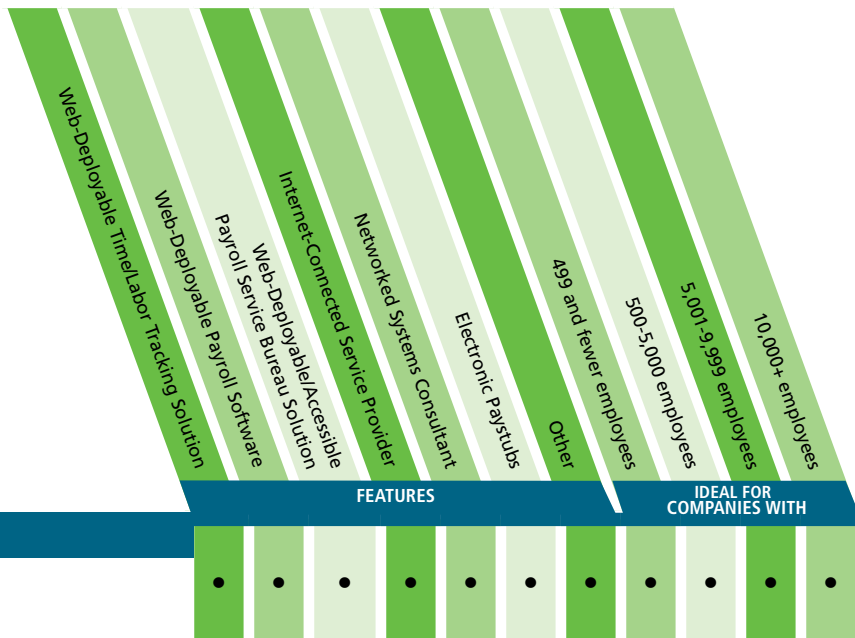 Web-Deployable Time/Labor Tracking Solution
Web-Deployable Payroll Software
Web-Deployable/Accessible
Payroll Service Bureau Solution
Internet-Connected Service Provider
Networked Systems Consultant
Electronic Paystubs
Other
499 and fewer employees
500-5,000 employees
5,001-9,999 employees
10,000+ employees
FEATURES
IDEAL FOR
COMPANIES WITH